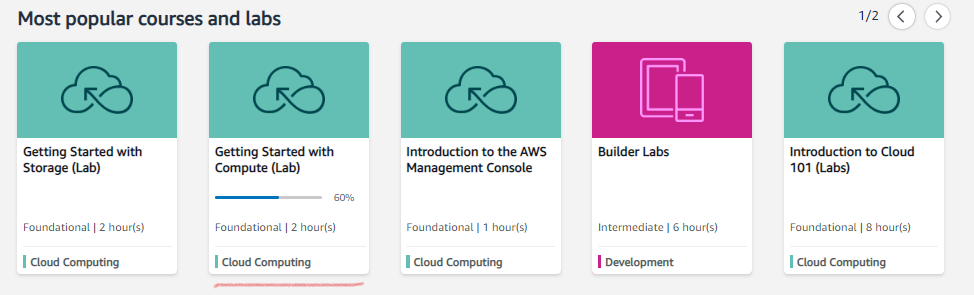 Most popular courses and labs
1/2
Getting Started with
Storage (Lab)
Foundational | 2 hour(s)
Cloud Computing
Getting Started with
Compute (Lab)
60%
Foundational | 2 hour(s)
Cloud Computing
Introduction to the AWS
Management Console
Foundational | 1 hour(s)
Cloud Computing
Builder Labs
Intermediate | 6 hour(s)
Development
Introduction to Cloud
101 (Labs)
Foundational | 8 hour(s)
Cloud Computing